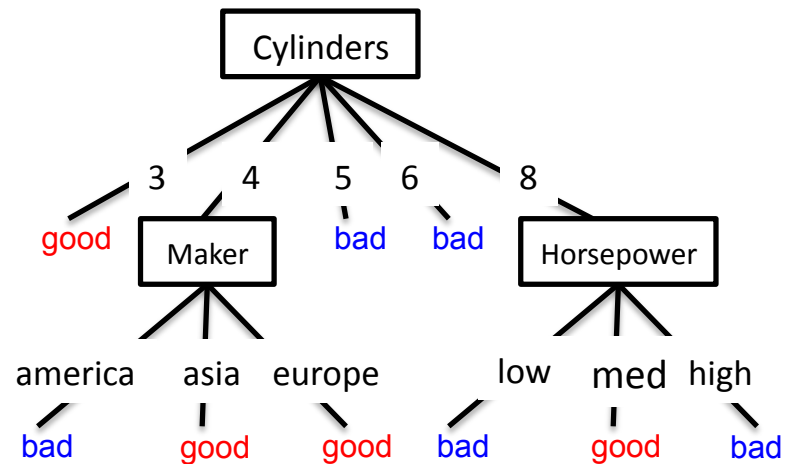 Cylinders
3 4 5 6 8
good Maker bad bad Horsepower
america asia europe low med high
bad good good bad good bad